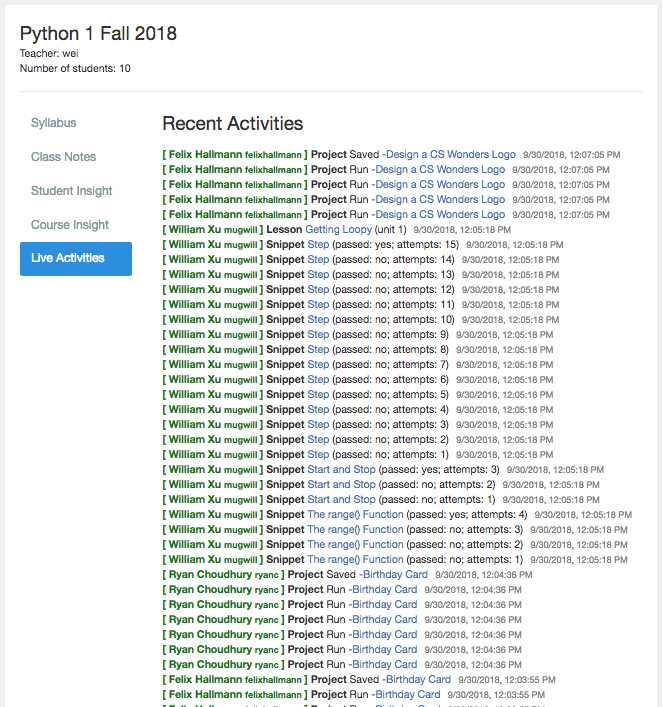 Python 1 Fall 2018
Teacher: wei
Number of students: 10
Syllabus
Class Notes
Student Insight
Course Insight
Live Activities
Recent Activities
[ Felix Hallmann felixhallmann ] Project Saved -Design a CS Wonders Logo 9/30/2018, 12:07:05 PM
[ Felix Hallmann felixhallmann ] Project Run -Design a CS Wonders Logo 9/30/2018, 12:07:05 PM
[ Felix Hallmann felixhallmann ] Project Run -Design a CS Wonders Logo 9/30/2018, 12:07:05 PM
[ Felix Hallmann felixhallmann ] Project Run -Design a CS Wonders Logo 9/30/2018, 12:07:05 PM
[ Felix Hallmann felixhallmann ] Project Run -Design a CS Wonders Logo 9/30/2018, 12:07:05 PM
[ William Xu mugwill ] Lesson Getting Loopy (unit 1) 9/30/2018, 12:05:18 PM
[ William Xu mugwill ] Snippet Step (passed: yes; attempts: 15) 9/30/2018, 12:05:18 PM
[ William Xu mugwill ] Snippet Step (passed: no; attempts: 14) 9/30/2018, 12:05:18 PM
[ William Xu mugwill ] Snippet Step (passed: no; attempts: 13) 9/30/2018, 12:05:18 PM
[ William Xu mugwill ] Snippet Step (passed: no; attempts: 12) 9/30/2018, 12:05:18 PM
[ William Xu mugwill ] Snippet Step (passed: no; attempts: 11) 9/30/2018, 12:05:18 PM
[ William Xu mugwill ] Snippet Step (passed: no; attempts: 10) 9/30/2018, 12:05:18 PM
[ William Xu mugwill ] Snippet Step (passed: no; attempts: 9) 9/30/2018, 12:05:18 PM
[ William Xu mugwill ] Snippet Step (passed: no; attempts: 8) 9/30/2018, 12:05:18 PM
[ William Xu mugwill ] Snippet Step (passed: no; attempts: 7) 9/30/2018, 12:05:18 PM
[ William Xu mugwill ] Snippet Step (passed: no; attempts: 6) 9/30/2018, 12:05:18 PM
[ William Xu mugwill ] Snippet Step (passed: no; attempts: 5) 9/30/2018, 12:05:18 PM
[ William Xu mugwill ] Snippet Step (passed: no; attempts: 4) 9/30/2018, 12:05:18 PM
[ William Xu mugwill ] Snippet Step (passed: no; attempts: 3) 9/30/2018, 12:05:18 PM
[ William Xu mugwill ] Snippet Step (passed: no; attempts: 2) 9/30/2018, 12:05:18 PM
[ William Xu mugwill ] Snippet Step (passed: no; attempts: 1) 9/30/2018, 12:05:18 PM
[ William Xu mugwill ] Snippet Start and Stop (passed: yes; attempts: 3) 9/30/2018, 12:05:18 PM
[ William Xu mugwill ] Snippet Start and Stop (passed: no; attempts: 2) 9/30/2018, 12:05:18 PM
[ William Xu mugwill ] Snippet Start and Stop (passed: no; attempts: 1) 9/30/2018, 12:05:18 PM
[ William Xu mugwill ] Snippet The range() Function (passed: yes; attempts: 4) 9/30/2018, 12:05:18 PM
[ William Xu mugwill ] Snippet The range() Function (passed: no; attempts: 3) 9/30/2018, 12:05:18 PM
[ William Xu mugwill ] Snippet The range() Function (passed: no; attempts: 2) 9/30/2018, 12:05:18 PM
[ William Xu mugwill ] Snippet The range() Function (passed: no; attempts: 1) 9/30/2018, 12:05:18 PM
[ Ryan Choudhury ryanc ] Project Saved -Birthday Card 9/30/2018, 12:04:36 PM
[ Ryan Choudhury ryanc ] Project Run -Birthday Card 9/30/2018, 12:04:36 PM
[ Ryan Choudhury ryanc ] Project Run -Birthday Card 9/30/2018, 12:04:36 PM
[ Ryan Choudhury ryanc ] Project Run -Birthday Card 9/30/2018, 12:04:36 PM
[ Ryan Choudhury ryanc ] Project Run -Birthday Card 9/30/2018, 12:04:36 PM
[ Ryan Choudhury ryanc ] Project Run -Birthday Card 9/30/2018, 12:04:36 PM
[ Ryan Choudhury ryanc ] Project Run -Birthday Card 9/30/2018, 12:04:36 PM
[ Felix Hallmann felixhallmann ] Project Saved -Birthday Card 9/30/2018, 12:03:55 PM
[ Felix Hallmann felixhallmann ] Project Run -Birthday Card 9/30/2018, 12:03:55 PM